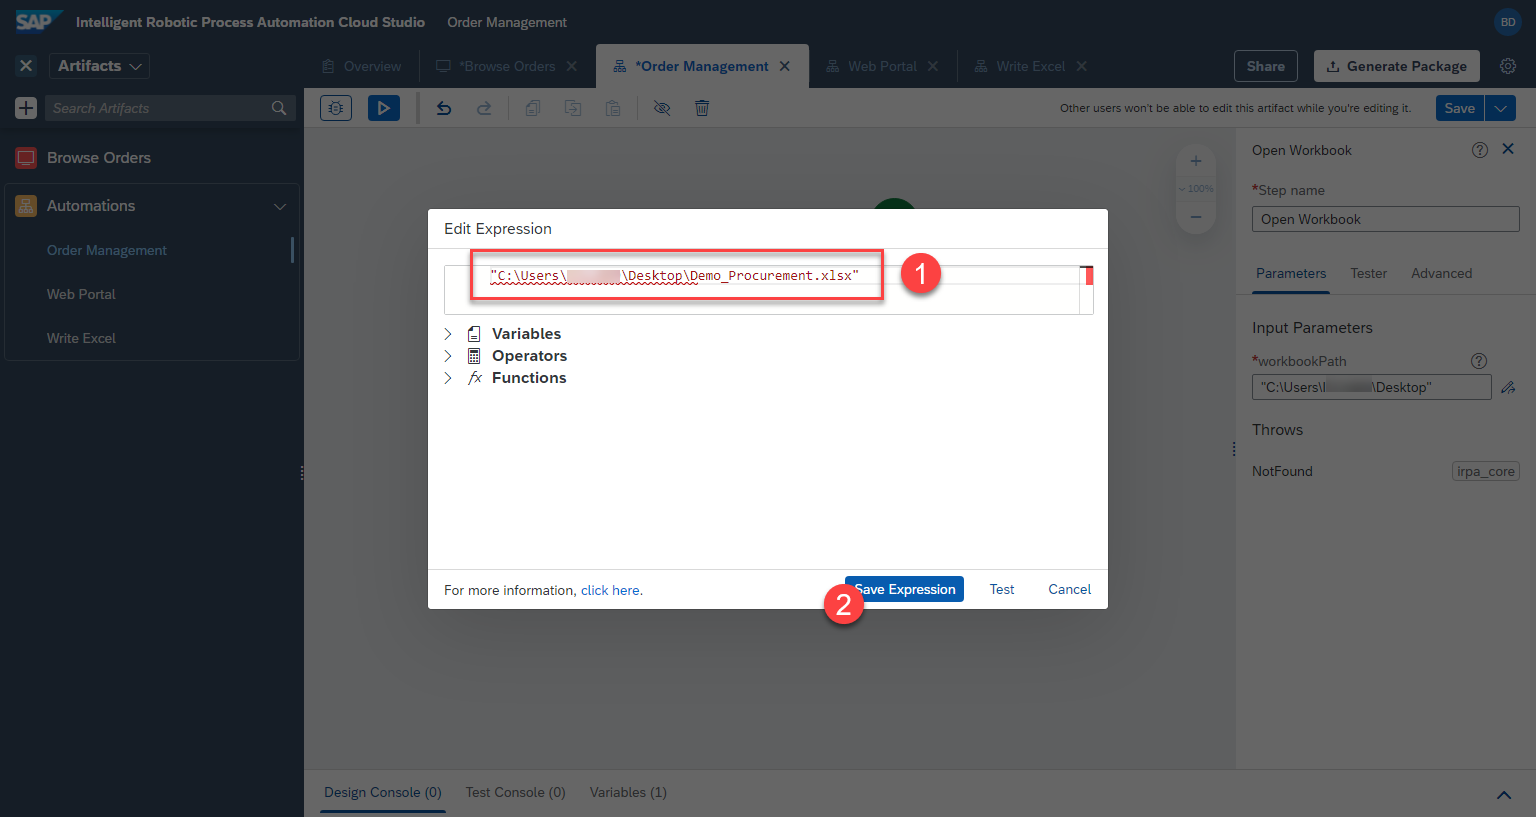 SAP Intelligent Robotic Process Automation Cloud Studio Order Management BD
Artifacts Overview *Browse Orders *Order Management Web Portal Write Excel Share Generate Package
Search Artifacts Other users won't be able to edit this artifact while you're editing it. Save
Browse Orders
Automations
Order Management
Web Portal
Write Excel
100%
Edit Expression
"C:\Users\ \Desktop\Demo_Procurement.xlsx" 1
Variables
Operators
fx Functions
For more information, click here. 2 Save Expression Test Cancel
Open Workbook ?
*Step name
Open Workbook
Parameters Tester Advanced
Input Parameters
*workbookPath ?
"C:\Users\ \Desktop"
Throws
NotFound irpa_core
Design Console (0) Test Console (0) Variables (1)